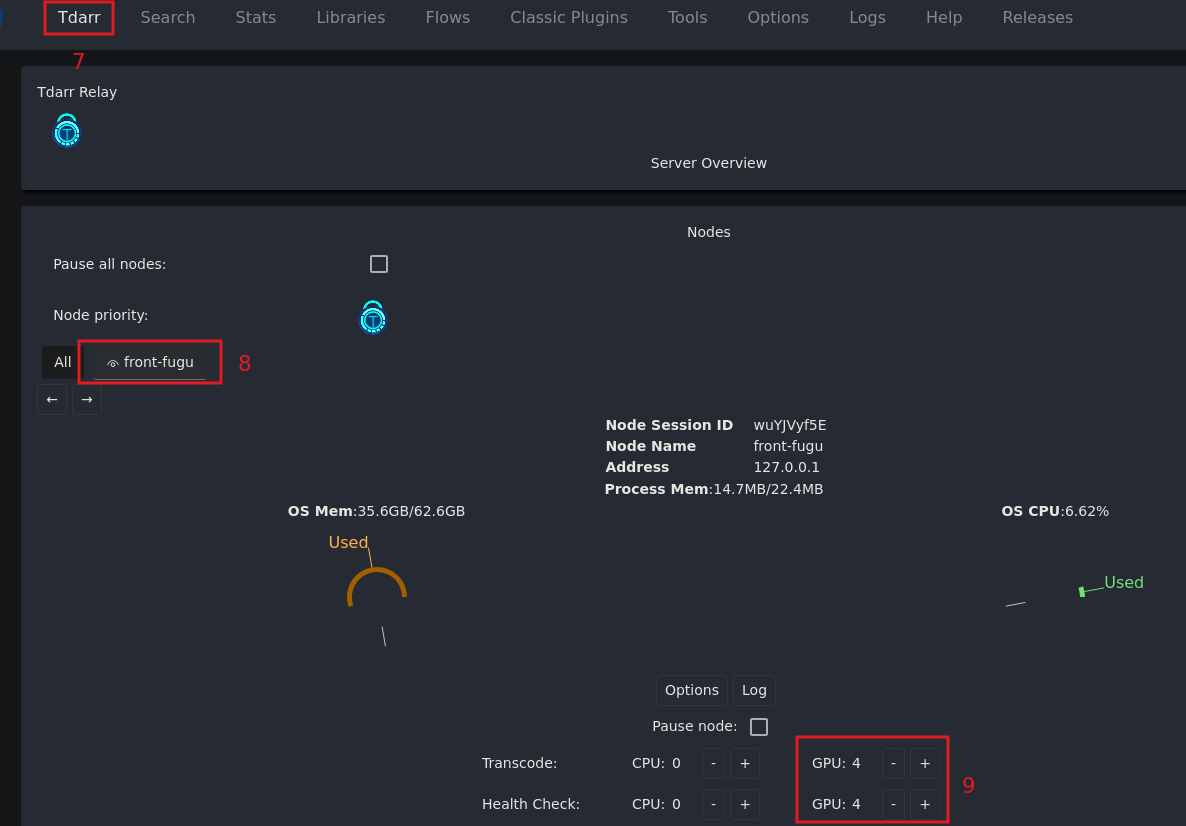 Tdarr Search Stats Libraries Flows Classic Plugins Tools Options Logs Help Releases
7
Tdarr Relay
T
Server Overview
Nodes
Pause all nodes:
Node priority:
T
All front-fugu 8
← →
Node Session ID wuYJVyf5E
Node Name front-fugu
Address 127.0.0.1
Process Mem:14.7MB/22.4MB
OS Mem:35.6GB/62.6GB OS CPU:6.62%
Used
Used
Options Log
Pause node:
Transcode: CPU: 0 - + GPU: 4 - +
9
Health Check: CPU: 0 - + GPU: 4 - +